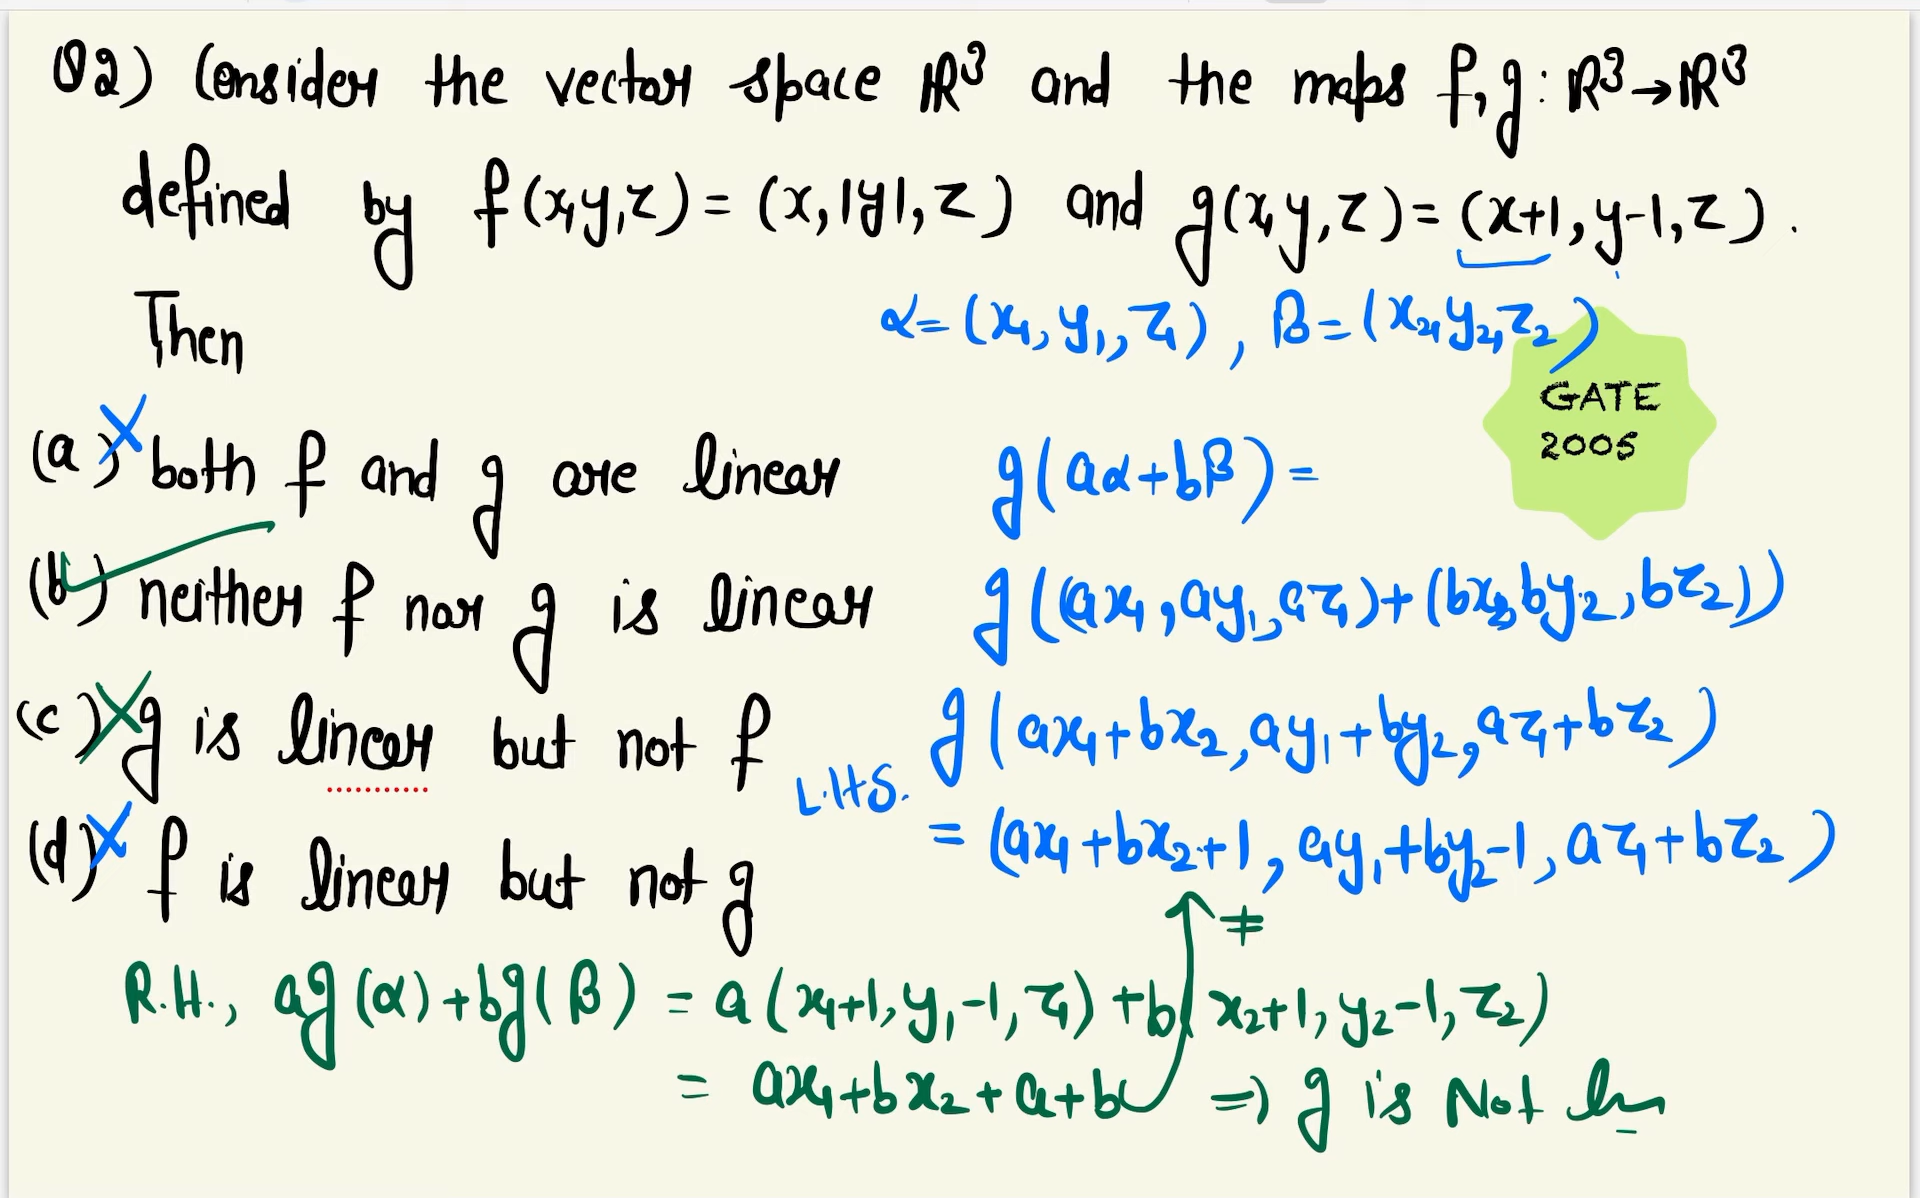 Q2) Consider the vector space ℝ³ and the maps f, g : ℝ³→ℝ³
defined by f(x,y,z) = (x, |y|, z) and g(x,y,z) = (x+1, y-1, z).
Then
α = (x₁, y₁, z₁), β = (x₂, y₂, z₂)
GATE
2005
(a) both f and g are linear
g(aα+bβ) =
(b) neither f nor g is linear
g((ax₁, ay₁, az₁) + (bx₂, by₂, bz₂))
(c) g is linear but not f
g(ax₁+bx₂, ay₁+by₂, az₁+bz₂)
L.H.S.
= (ax₁+bx₂+1, ay₁+by₂-1, az₁+bz₂)
(d) f is linear but not g
≠
R.H., ag(α)+bg(β) = a(x₁+1, y₁-1, z₁) + b(x₂+1, y₂-1, z₂)
= ax₁+bx₂+a+b ⇒ g is Not